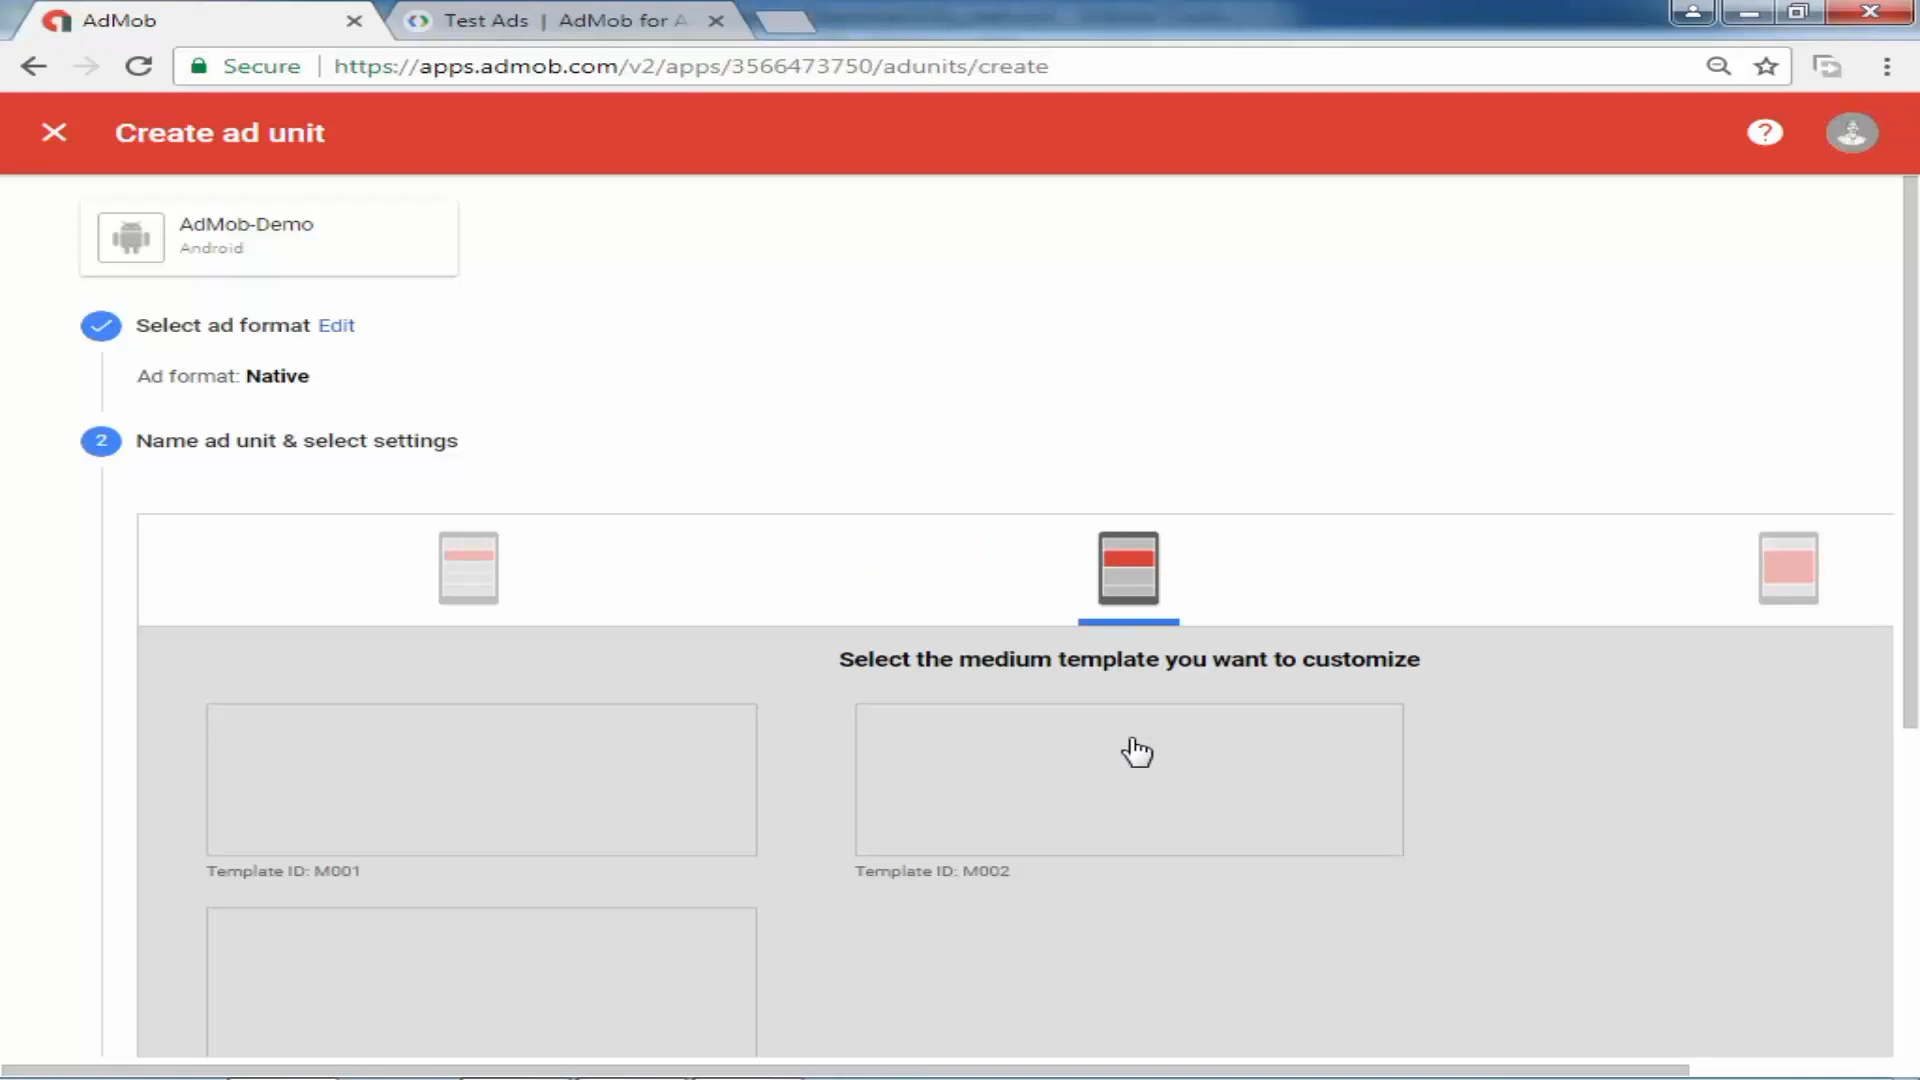 AdMob
Test Ads | AdMob for A
Secure | https://apps.admob.com/v2/apps/3566473750/adunits/create
Create ad unit
?
AdMob-Demo
Android
Select ad format Edit
Ad format: Native
2 Name ad unit & select settings
Select the medium template you want to customize
Template ID: M001
Template ID: M002